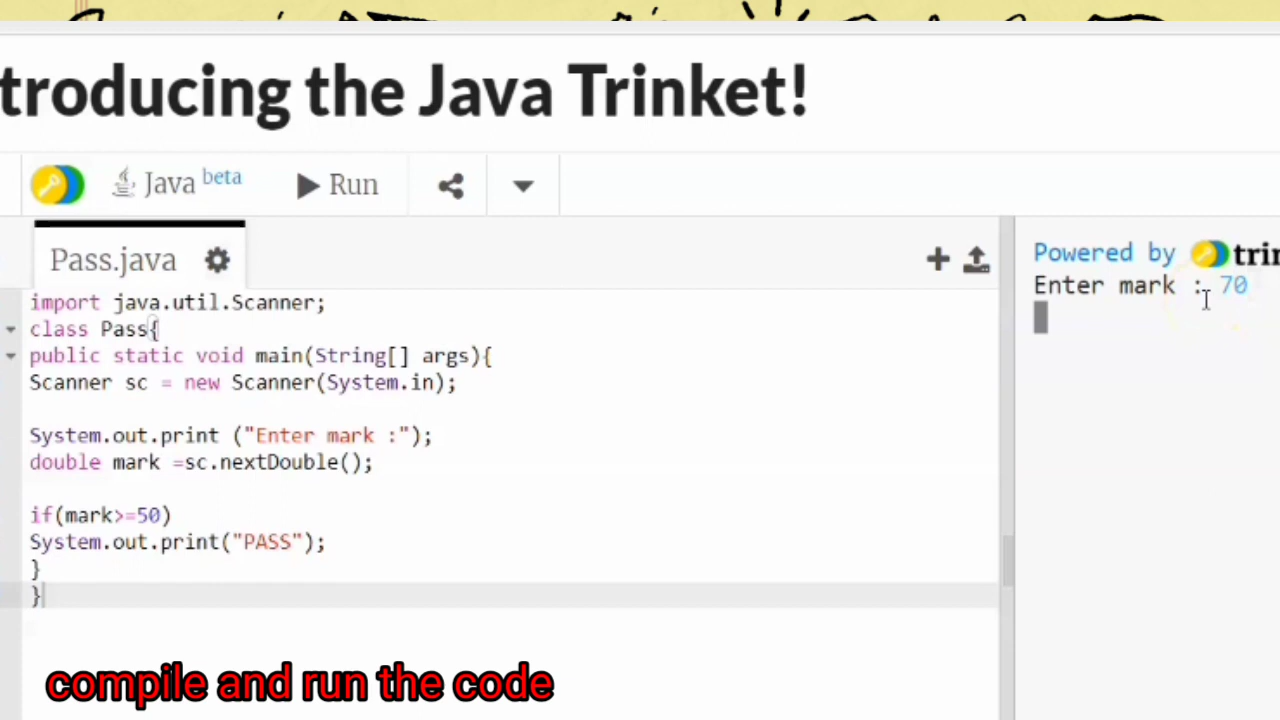 troducing the Java Trinket!
Java beta
Run
Pass.java
import java.util.Scanner;
class Pass{
public static void main(String[] args){
Scanner sc = new Scanner(System.in);
System.out.print ("Enter mark :");
double mark =sc.nextDouble();
if(mark>=50)
System.out.print("PASS");
}
}
Powered by trin
Enter mark : 70
compile and run the code